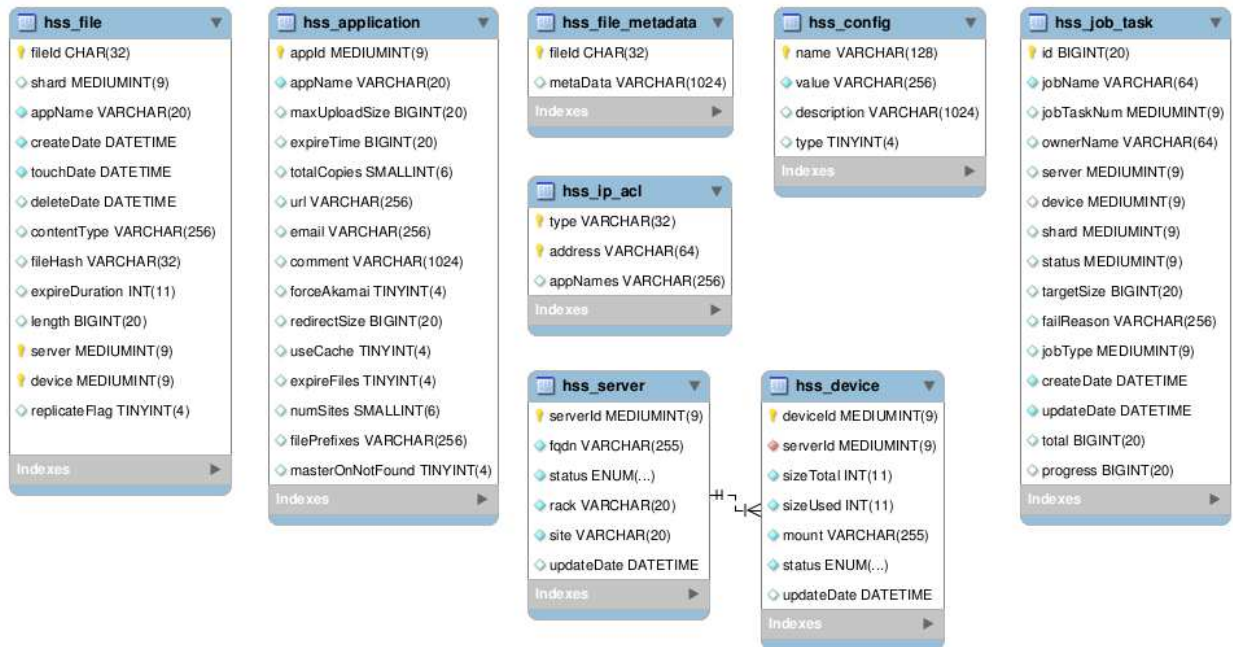 hss_file
fileId CHAR(32)
shard MEDIUMINT(9)
appName VARCHAR(20)
createDate DATETIME
touchDate DATETIME
deleteDate DATETIME
contentType VARCHAR(256)
fileHash VARCHAR(32)
expireDuration INT(11)
length BIGINT(20)
server MEDIUMINT(9)
device MEDIUMINT(9)
replicateFlag TINYINT(4)
Indexes
hss_application
appId MEDIUMINT(9)
appName VARCHAR(20)
maxUploadSize BIGINT(20)
expireTime BIGINT(20)
totalCopies SMALLINT(6)
url VARCHAR(256)
email VARCHAR(256)
comment VARCHAR(1024)
forceAkamai TINYINT(4)
redirectSize BIGINT(20)
useCache TINYINT(4)
expireFiles TINYINT(4)
numSites SMALLINT(6)
filePrefixes VARCHAR(256)
masterOnNotFound TINYINT(4)
Indexes
hss_file_metadata
fileId CHAR(32)
metaData VARCHAR(1024)
Indexes
hss_ip_acl
type VARCHAR(32)
address VARCHAR(64)
appNames VARCHAR(256)
Indexes
hss_server
serverId MEDIUMINT(9)
fqdn VARCHAR(255)
status ENUM(...)
rack VARCHAR(20)
site VARCHAR(20)
updateDate DATETIME
Indexes
hss_config
name VARCHAR(128)
value VARCHAR(256)
description VARCHAR(1024)
type TINYINT(4)
Indexes
hss_device
deviceId MEDIUMINT(9)
serverId MEDIUMINT(9)
sizeTotal INT(11)
sizeUsed INT(11)
mount VARCHAR(255)
status ENUM(...)
updateDate DATETIME
Indexes
hss_job_task
id BIGINT(20)
jobName VARCHAR(64)
jobTaskNum MEDIUMINT(9)
ownerName VARCHAR(64)
server MEDIUMINT(9)
device MEDIUMINT(9)
shard MEDIUMINT(9)
status MEDIUMINT(9)
targetSize BIGINT(20)
failReason VARCHAR(256)
jobType MEDIUMINT(9)
createDate DATETIME
updateDate DATETIME
total BIGINT(20)
progress BIGINT(20)
Indexes